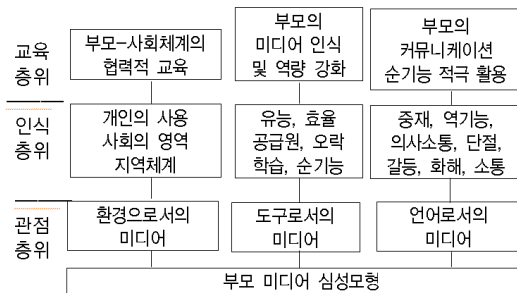 교육
층위
부모-사회체계의
협력적 교육
부모의
미디어 인식
및 역량 강화
부모의
커뮤니케이션
순기능 적극 활용
인식
층위
개인의 사용
사회의 영역
지역체계
유능, 효율
공급원, 오락
학습, 순기능
중재, 역기능,
의사소통, 단절,
갈등, 화해, 소통
관점
층위
환경으로서의
미디어
도구로서의
미디어
언어로서의
미디어
부모 미디어 심성모형